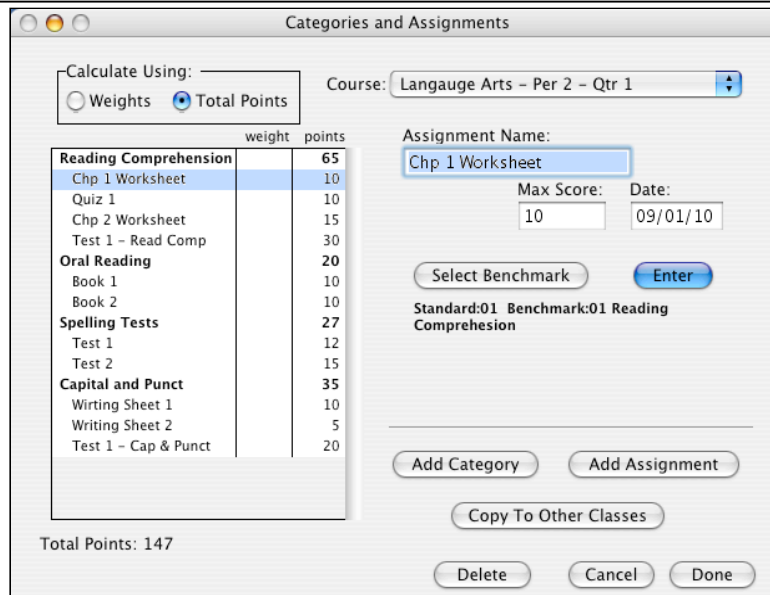 Categories and Assignments
Calculate Using:
Weights Total Points
Course: Langauge Arts – Per 2 – Qtr 1
weight points
Reading Comprehension 65
Chp 1 Worksheet 10
Quiz 1 10
Chp 2 Worksheet 15
Test 1 – Read Comp 30
Oral Reading 20
Book 1 10
Book 2 10
Spelling Tests 27
Test 1 12
Test 2 15
Capital and Punct 35
Wirting Sheet 1 10
Writing Sheet 2 5
Test 1 – Cap & Punct 20
Total Points: 147
Assignment Name:
Chp 1 Worksheet
Max Score: Date:
10 09/01/10
Select Benchmark Enter
Standard:01 Benchmark:01 Reading
Comprehesion
Add Category Add Assignment
Copy To Other Classes
Delete Cancel Done